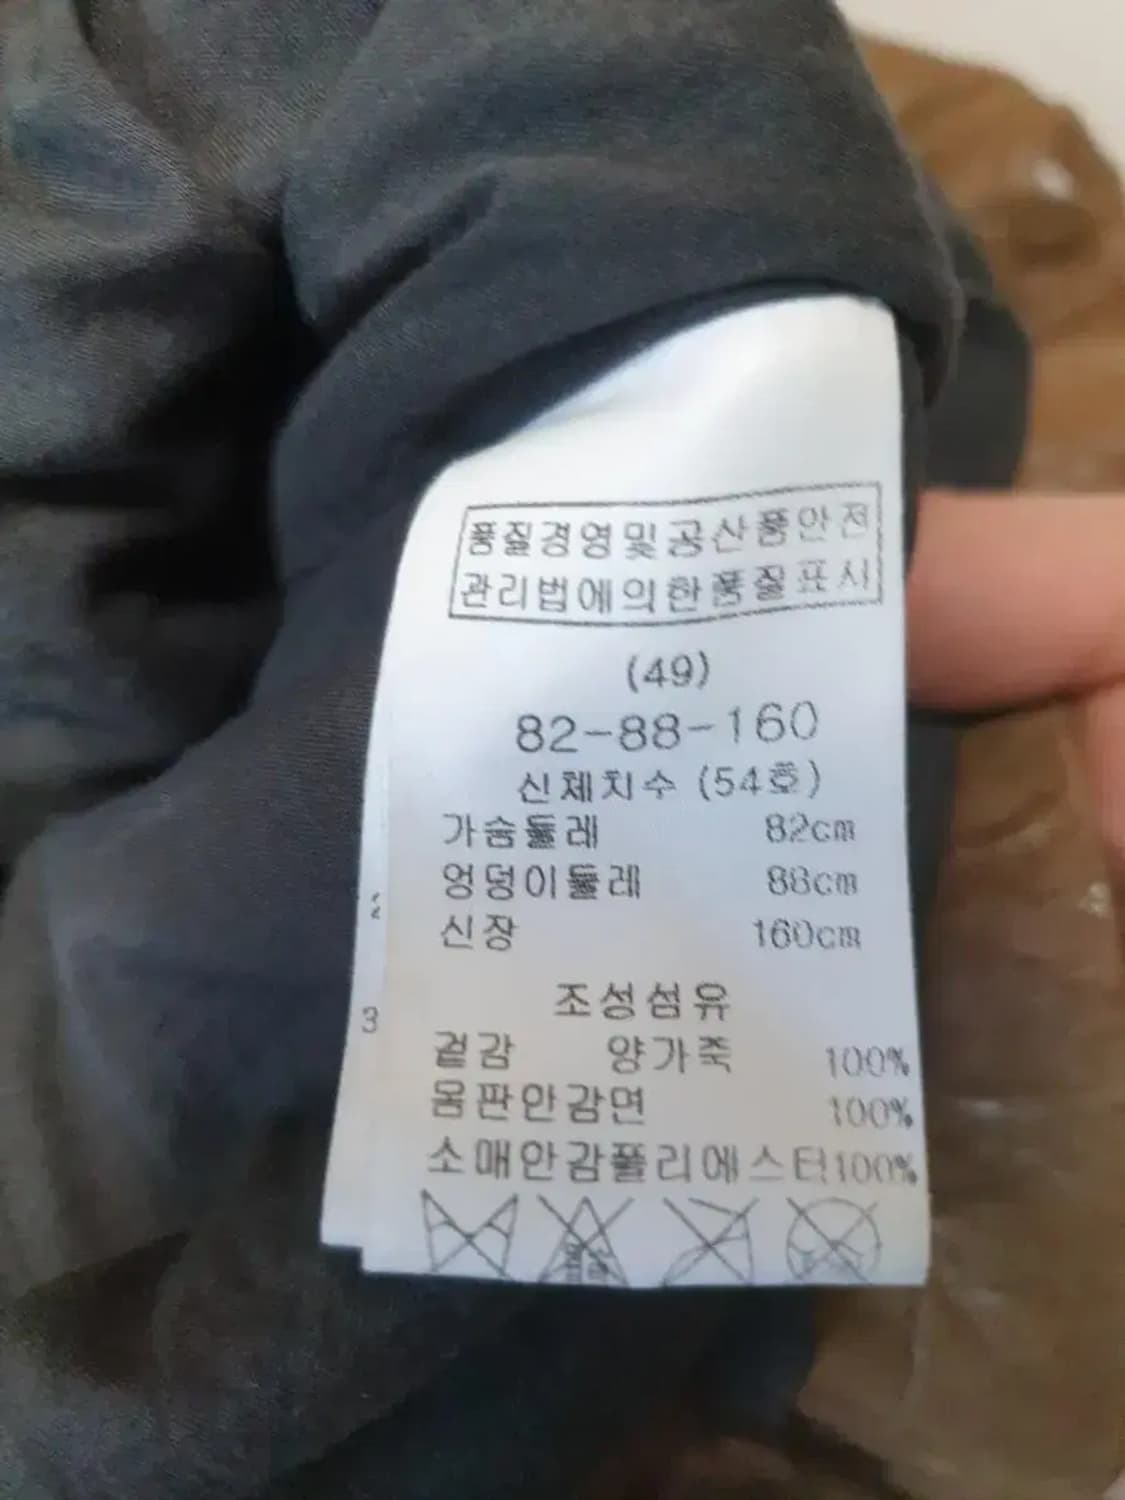 품질경영및공산품안전
관리법에의한품질표시
(49)
82-88-160
신체치수 (54호)
가슴둘레 82cm
엉덩이둘레 88cm
신장 160cm
조성섬유
겉감 양가죽 100%
몸판안감면 100%
소매안감폴리에스터100%
2
3